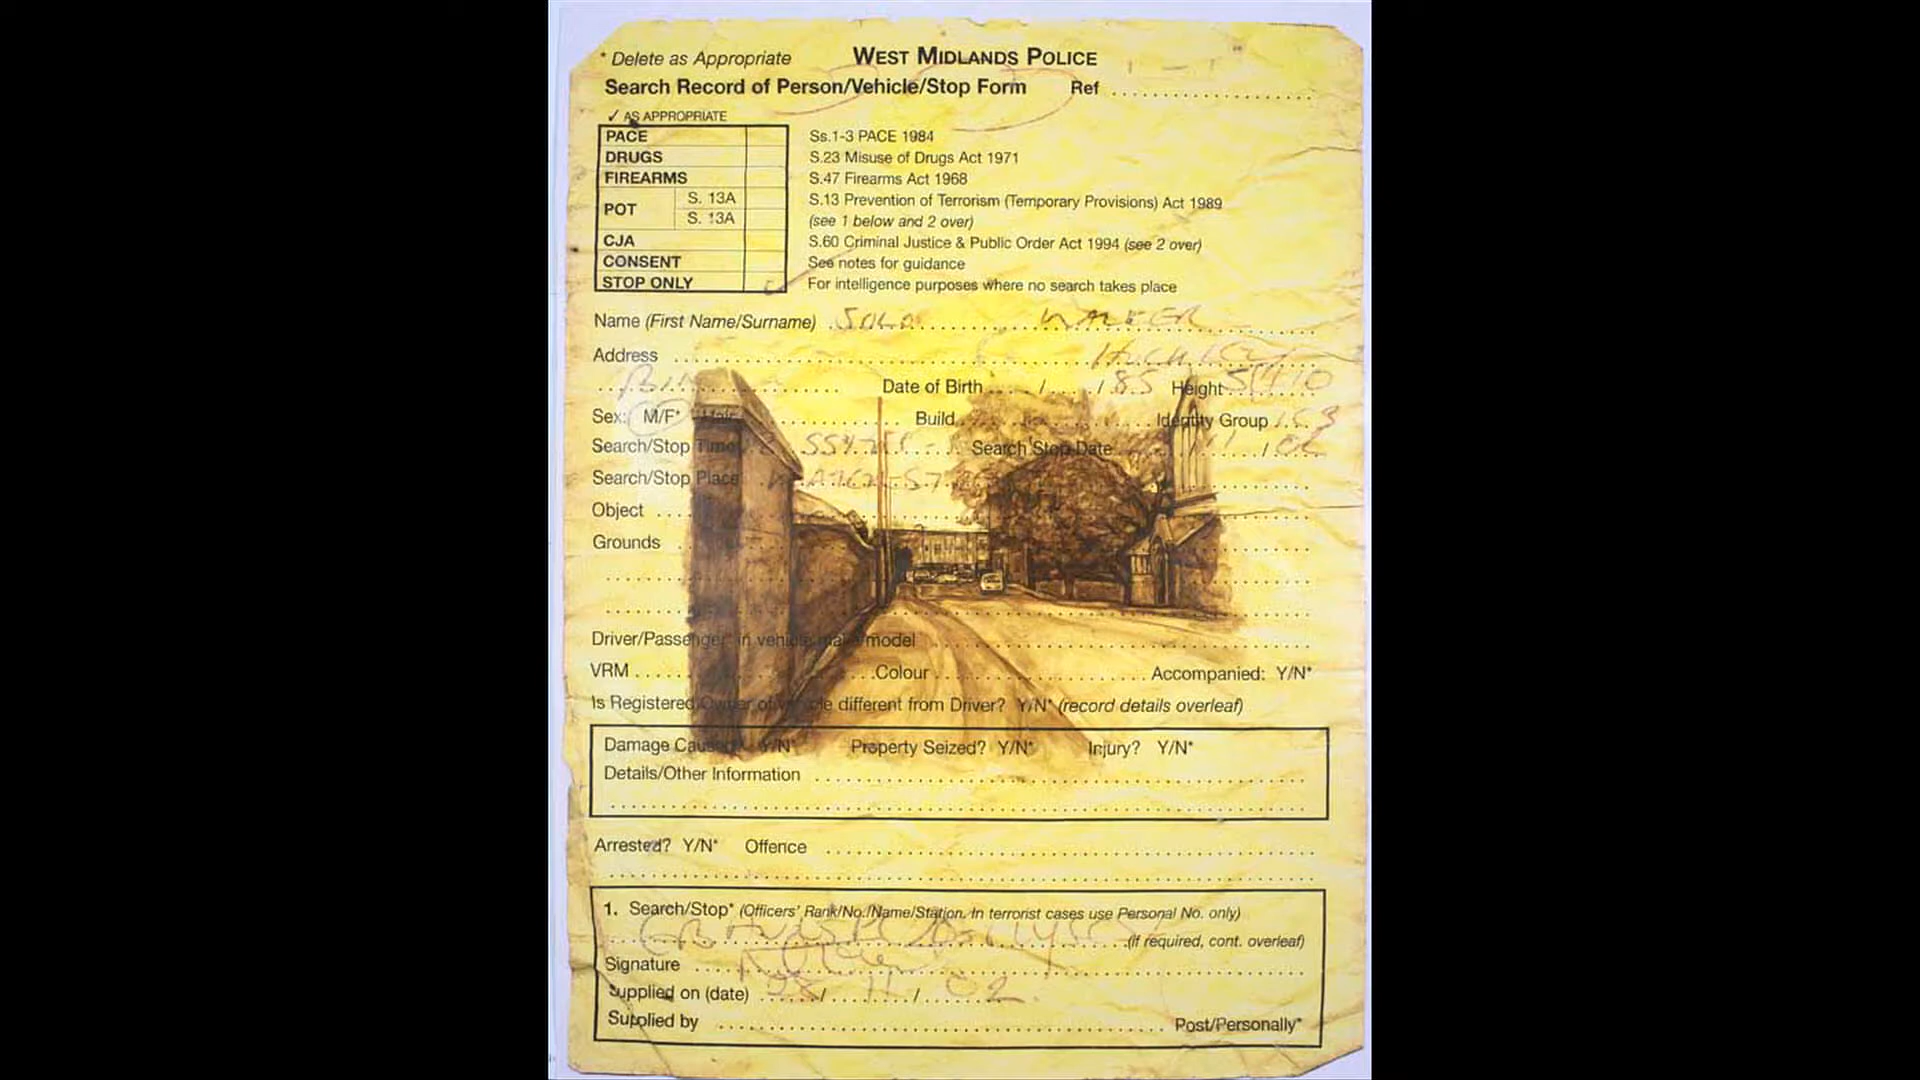 * Delete as Appropriate WEST MIDLANDS POLICE
Search Record of Person/Vehicle/Stop Form Ref
✓ AS APPROPRIATE
PACE Ss.1-3 PACE 1984
DRUGS S.23 Misuse of Drugs Act 1971
FIREARMS S.47 Firearms Act 1968
POT S. 13A S.13 Prevention of Terrorism (Temporary Provisions) Act 1989
S. 13A (see 1 below and 2 over)
CJA S.60 Criminal Justice & Public Order Act 1994 (see 2 over)
CONSENT See notes for guidance
STOP ONLY For intelligence purposes where no search takes place
Name (First Name/Surname)
Address
Date of Birth / / 85 Height
Sex: M/F* Build Identity Group
Search/Stop Time Search Stop Date / 02
Search/Stop Place
Object
Grounds
Driver/Passenger* in vehicle make/model
VRM Colour Accompanied: Y/N*
Is Registered Owner of vehicle different from Driver? Y/N* (record details overleaf)
Damage Caused? Y/N* Property Seized? Y/N* Injury? Y/N*
Details/Other Information
Arrested? Y/N* Offence
1. Search/Stop* (Officers' Rank/No./Name/Station. In terrorist cases use Personal No. only)
(if required, cont. overleaf)
Signature
Supplied on (date) 28 / 11 / 02
Supplied by Post/Personally*